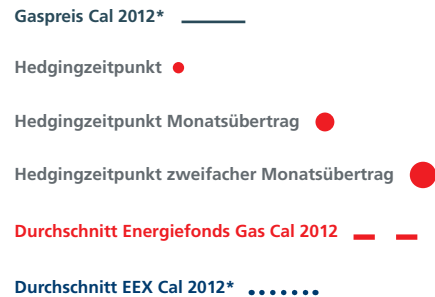 Gaspreis Cal 2012*
Hedgingzeitpunkt
Hedgingzeitpunkt Monatsübertrag
Hedgingzeitpunkt zweifacher Monatsübertrag
Durchschnitt Energiefonds Gas Cal 2012
Durchschnitt EEX Cal 2012*